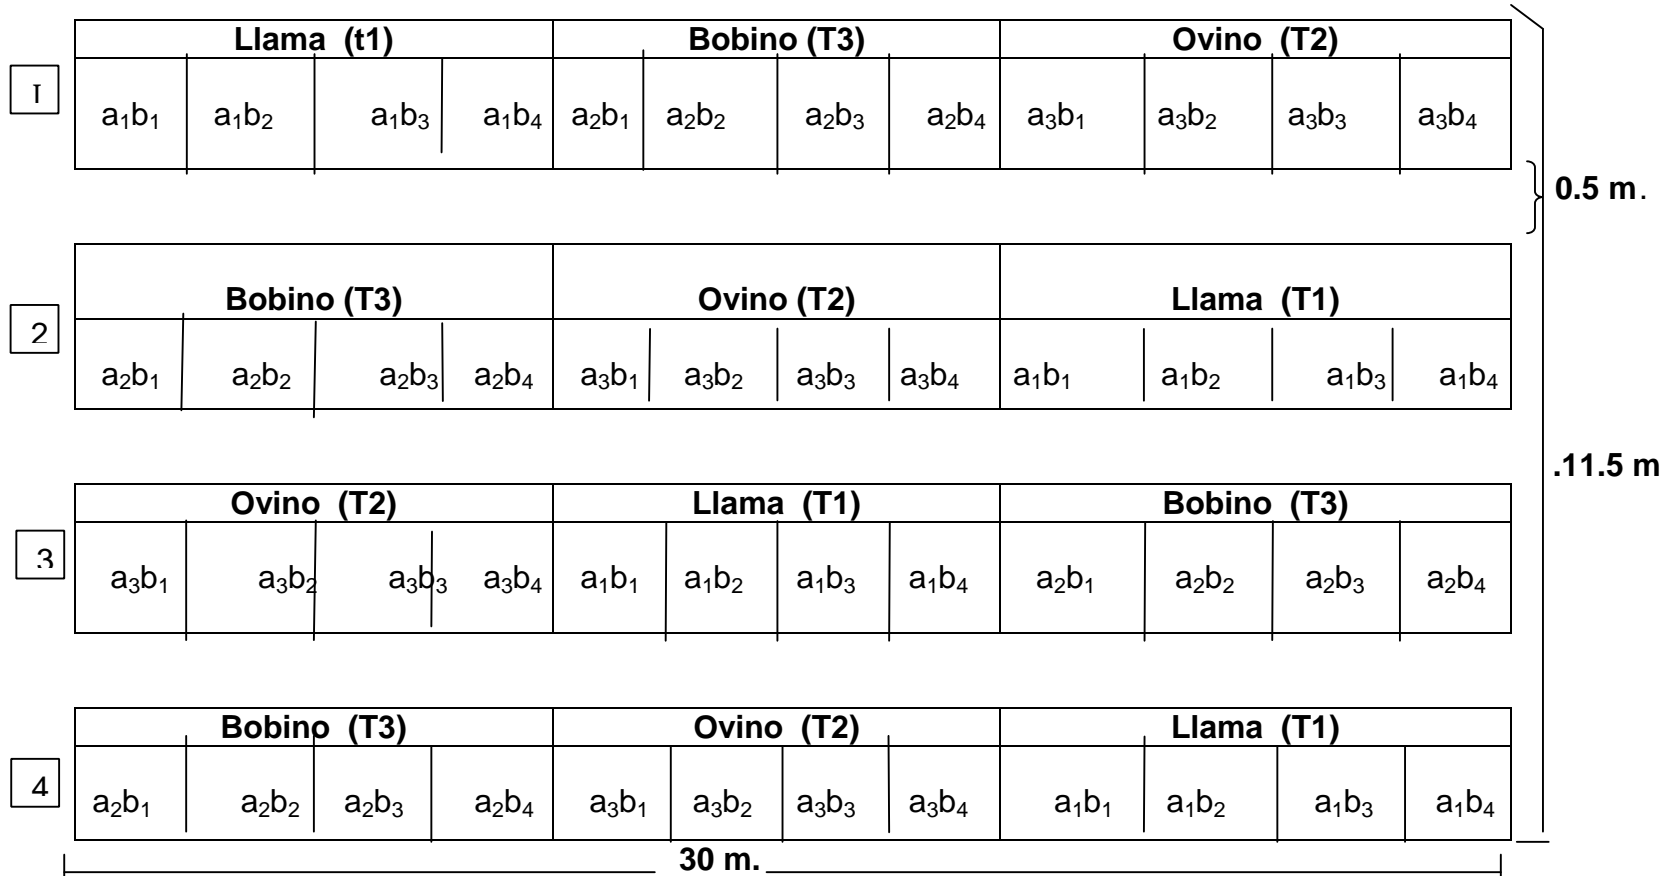 Llama (t1) Bobino (T3) Ovino (T2)
I
a₁b₁ a₁b₂ a₁b₃ a₁b₄ a₂b₁ a₂b₂ a₂b₃ a₂b₄ a₃b₁ a₃b₂ a₃b₃ a₃b₄
0.5 m.
Bobino (T3) Ovino (T2) Llama (T1)
2
a₂b₁ a₂b₂ a₂b₃ a₂b₄ a₃b₁ a₃b₂ a₃b₃ a₃b₄ a₁b₁ a₁b₂ a₁b₃ a₁b₄
.11.5 m
Ovino (T2) Llama (T1) Bobino (T3)
3
a₃b₁ a₃b₂ a₃b₃ a₃b₄ a₁b₁ a₁b₂ a₁b₃ a₁b₄ a₂b₁ a₂b₂ a₂b₃ a₂b₄
Bobino (T3) Ovino (T2) Llama (T1)
4
a₂b₁ a₂b₂ a₂b₃ a₂b₄ a₃b₁ a₃b₂ a₃b₃ a₃b₄ a₁b₁ a₁b₂ a₁b₃ a₁b₄
30 m.